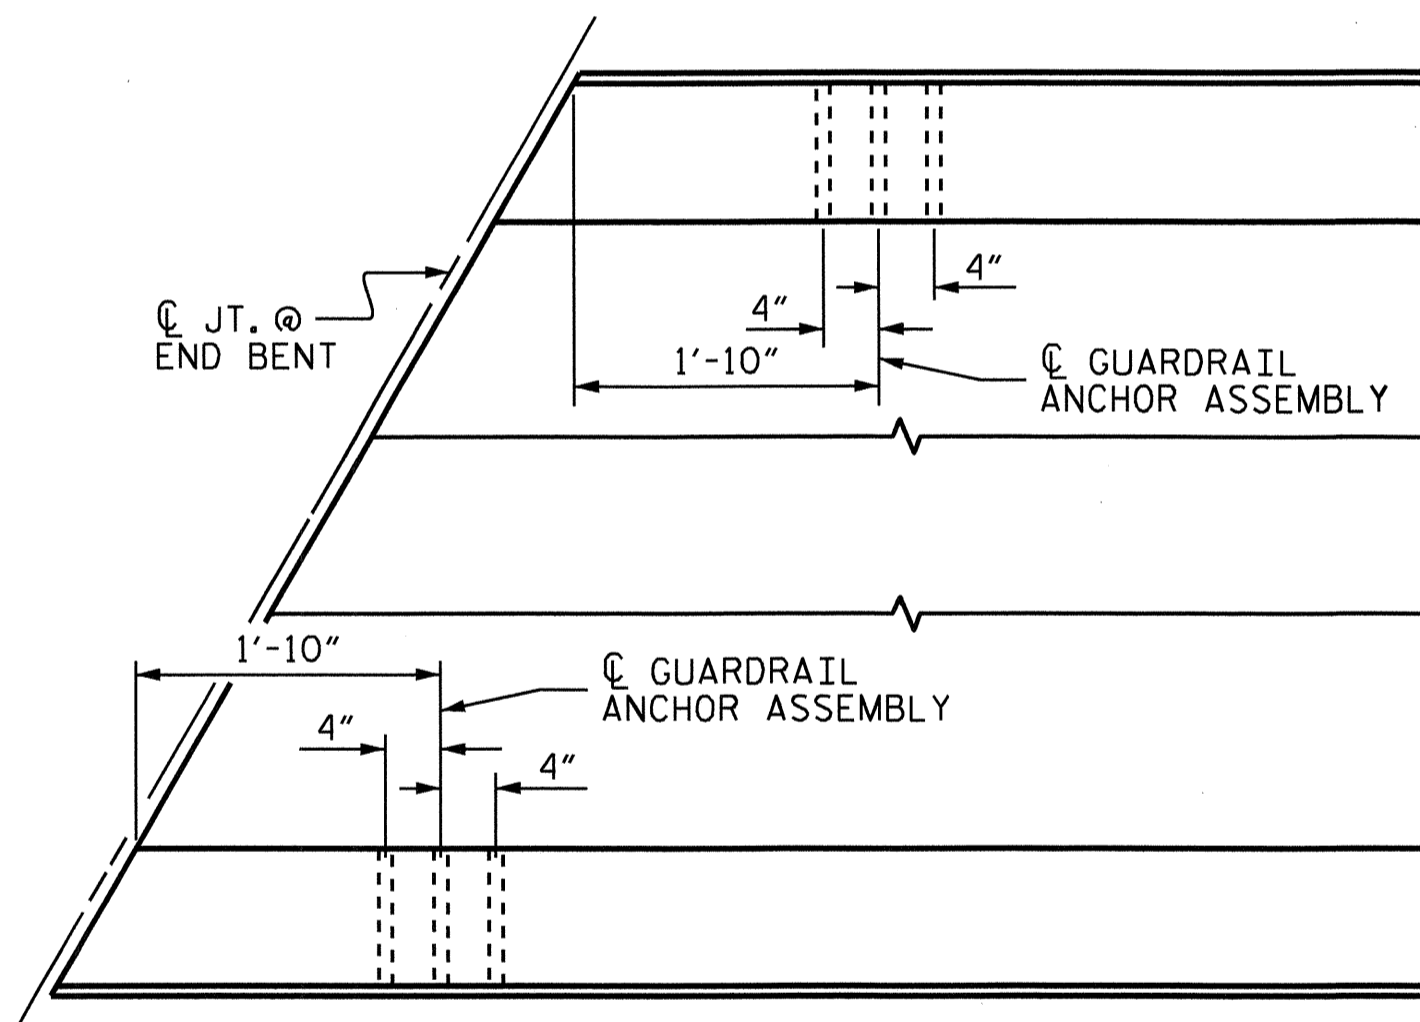 ℄ JT. @
END BENT
4"
4"
1'-10"
℄ GUARDRAIL
ANCHOR ASSEMBLY
1'-10"
℄ GUARDRAIL
ANCHOR ASSEMBLY
4"
4"